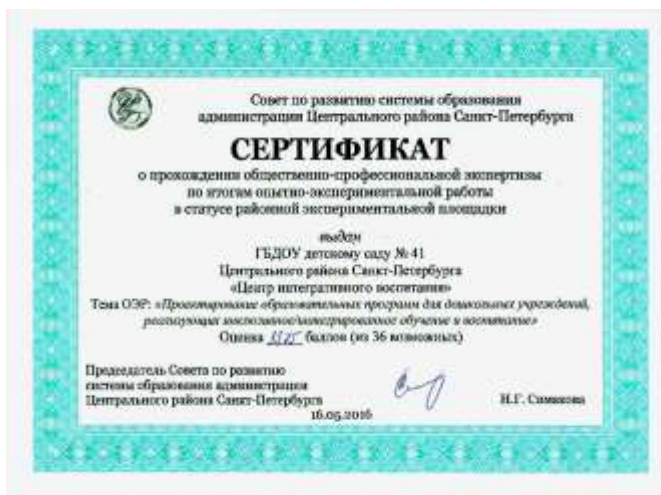 Совет по развитию системы образования
администрации Центрального района Санкт-Петербурга
СЕРТИФИКАТ
о прохождении общественно-профессиональной экспертизы
по итогам опытно-экспериментальной работы
в статусе районной экспериментальной площадки
выдан
ГБДОУ детскому саду № 41
Центрального района Санкт-Петербурга
«Центр интегративного воспитания»
Тема ОЭР: «Проектирование образовательных программ для дошкольных учреждений,
реализующих инклюзивное/интегрированное обучение и воспитание»
Оценка баллов (из 36 возможных)
Председатель Совета по развитию
системы образования администрации
Центрального района Санкт-Петербурга
Н.Г. Симакова
16.05.2016